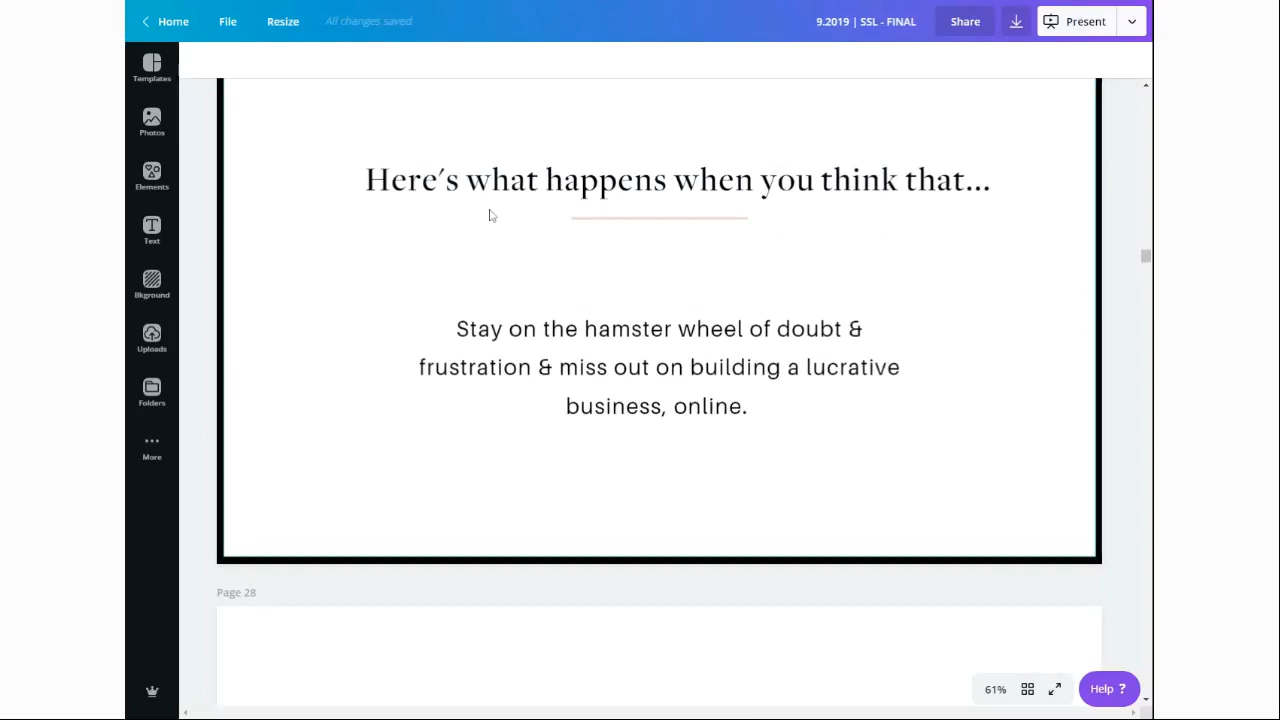 Home File Resize All changes saved 9.2019 | SSL - FINAL Share Present
Templates
Photos
Elements
Text
Bkground
Uploads
Folders
More
Here's what happens when you think that...
Stay on the hamster wheel of doubt &
frustration & miss out on building a lucrative
business, online.
Page 28
61% Help ?